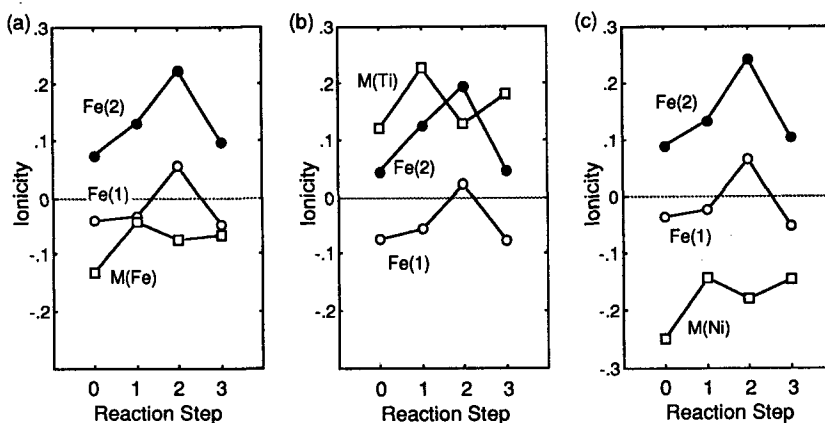 (a)
.3
.2
.1
0
-.1
-.2
Ionicity
Fe(2)
Fe(1)
M(Fe)
0 1 2 3
Reaction Step
(b)
.3
.2
.1
0
-.1
-.2
Ionicity
M(Ti)
Fe(2)
Fe(1)
0 1 2 3
Reaction Step
(c)
.3
.2
.1
0
-.1
-.2
-.3
Ionicity
Fe(2)
Fe(1)
M(Ni)
0 1 2 3
Reaction Step